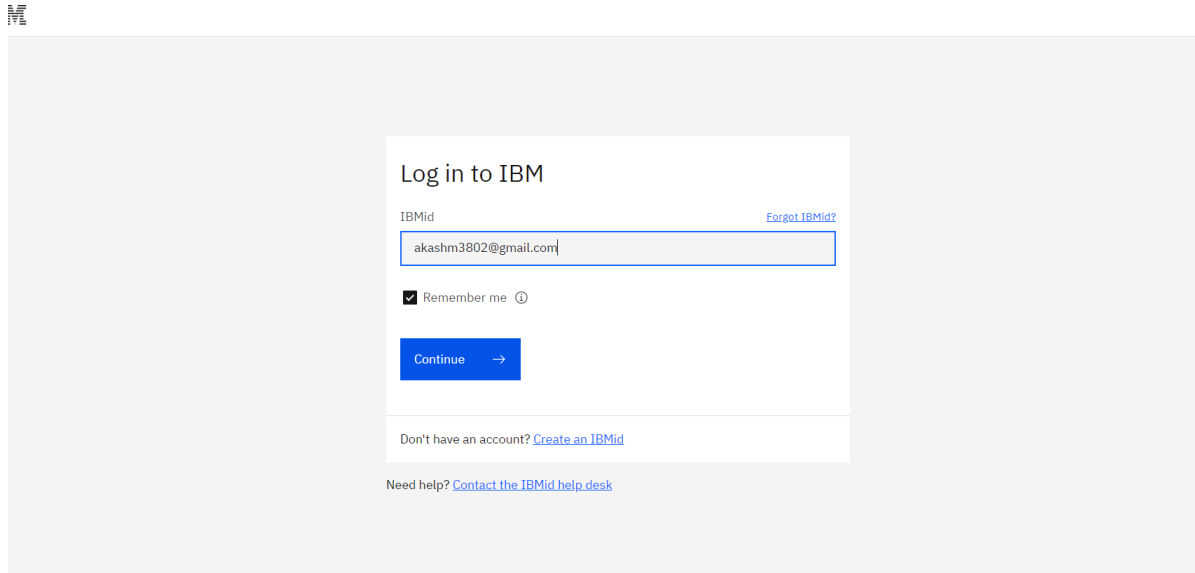 M
Log in to IBM
IBMid Forgot IBMid?
akashm3802@gmail.com
Remember me
Continue →
Don't have an account? Create an IBMid
Need help? Contact the IBMid help desk